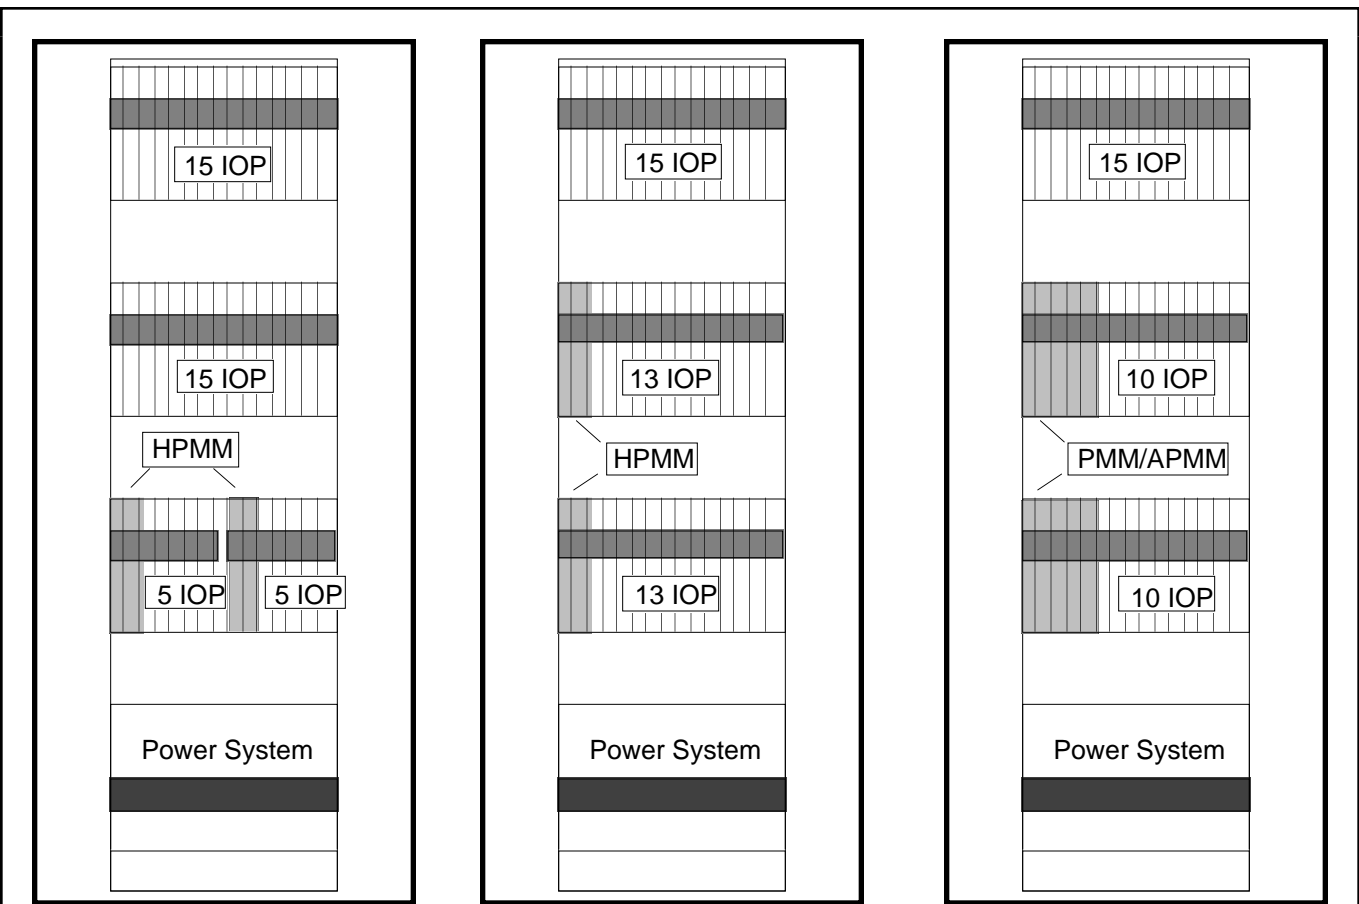 15 IOP
15 IOP
HPMM
5 IOP
5 IOP
Power System
15 IOP
13 IOP
HPMM
13 IOP
Power System
15 IOP
10 IOP
PMM/APMM
10 IOP
Power System